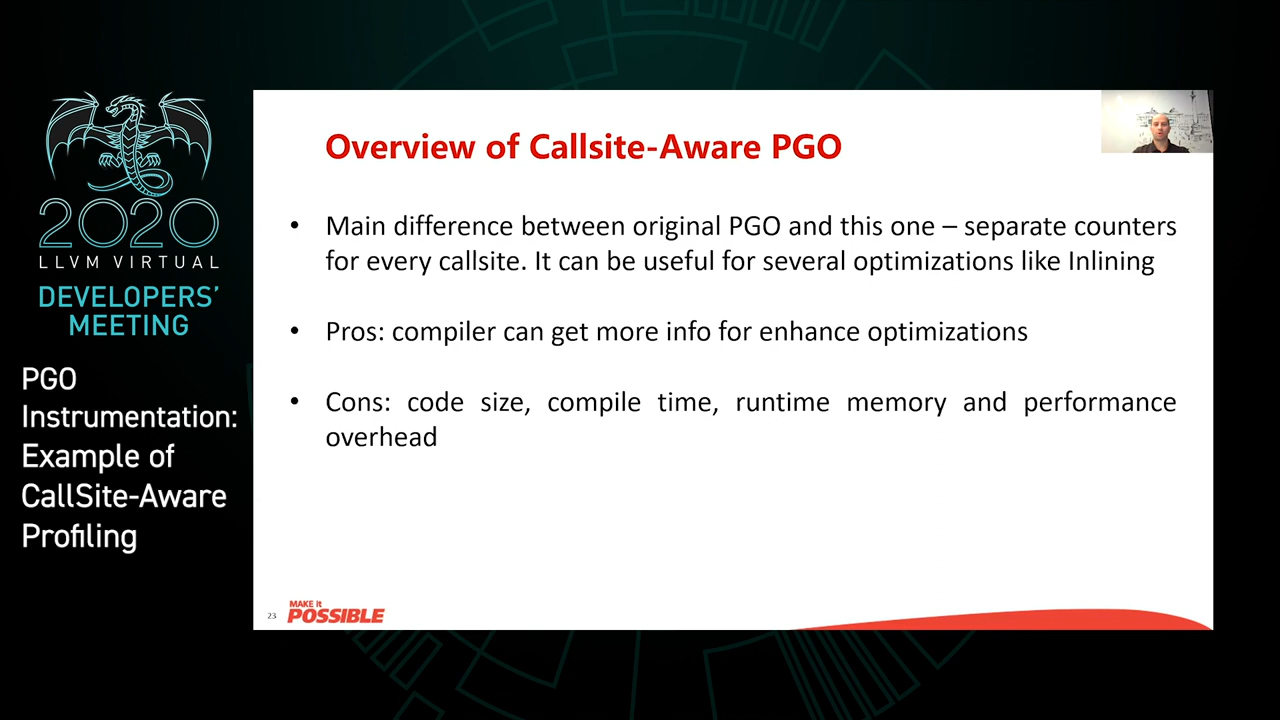 2020
LLVM VIRTUAL
DEVELOPERS'
MEETING
PGO
Instrumentation:
Example of
CallSite-Aware
Profiling
Overview of Callsite-Aware PGO
• Main difference between original PGO and this one – separate counters
for every callsite. It can be useful for several optimizations like Inlining
• Pros: compiler can get more info for enhance optimizations
• Cons: code size, compile time, runtime memory and performance
overhead
23
MAKE it
POSSIBLE